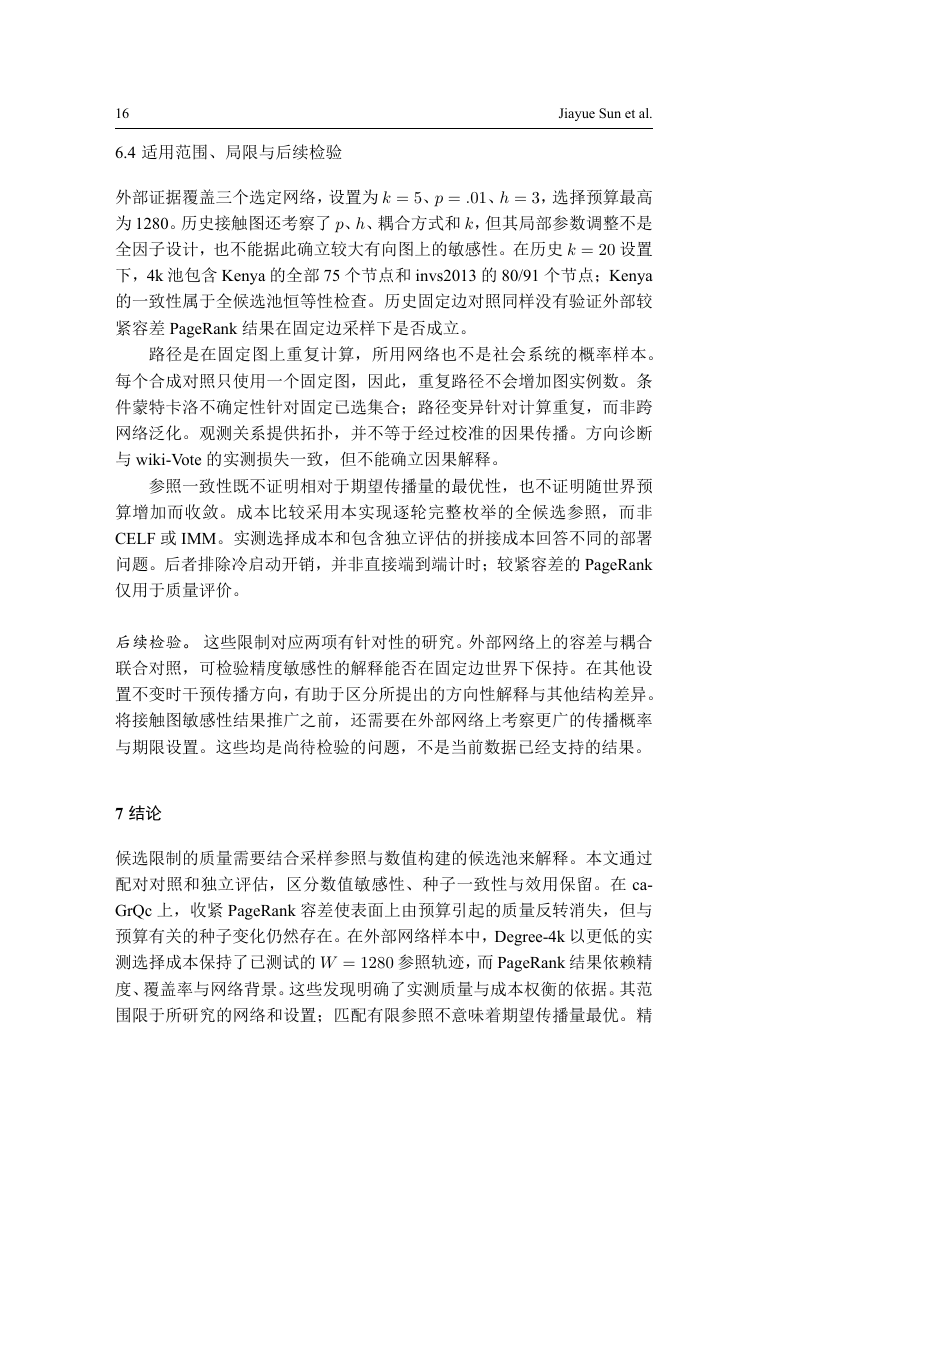 16 Jiayue Sun et al.
6.4 适用范围、局限与后续检验
外部证据覆盖三个选定网络，设置为 k = 5、p = .01、h = 3，选择预算最高
为 1280。历史接触图还考察了 p、h、耦合方式和 k，但其局部参数调整不是
全因子设计，也不能据此确立较大有向图上的敏感性。在历史 k = 20 设置
下，4k 池包含 Kenya 的全部 75 个节点和 invs2013 的 80/91 个节点；Kenya
的一致性属于全候选池恒等性检查。历史固定边对照同样没有验证外部较
紧容差 PageRank 结果在固定边采样下是否成立。
路径是在固定图上重复计算，所用网络也不是社会系统的概率样本。
每个合成对照只使用一个固定图，因此，重复路径不会增加图实例数。条
件蒙特卡洛不确定性针对固定已选集合；路径变异针对计算重复，而非跨
网络泛化。观测关系提供拓扑，并不等于经过校准的因果传播。方向诊断
与 wiki-Vote 的实测损失一致，但不能确立因果解释。
参照一致性既不证明相对于期望传播量的最优性，也不证明随世界预
算增加而收敛。成本比较采用本实现逐轮完整枚举的全候选参照，而非
CELF 或 IMM。实测选择成本和包含独立评估的拼接成本回答不同的部署
问题。后者排除冷启动开销，并非直接端到端计时；较紧容差的 PageRank
仅用于质量评价。
后续检验。 这些限制对应两项有针对性的研究。外部网络上的容差与耦合
联合对照，可检验精度敏感性的解释能否在固定边世界下保持。在其他设
置不变时干预传播方向，有助于区分所提出的方向性解释与其他结构差异。
将接触图敏感性结果推广之前，还需要在外部网络上考察更广的传播概率
与期限设置。这些均是尚待检验的问题，不是当前数据已经支持的结果。
7 结论
候选限制的质量需要结合采样参照与数值构建的候选池来解释。本文通过
配对对照和独立评估，区分数值敏感性、种子一致性与效用保留。在 ca-
GrQc 上，收紧 PageRank 容差使表面上由预算引起的质量反转消失，但与
预算有关的种子变化仍然存在。在外部网络样本中，Degree-4k 以更低的实
测选择成本保持了已测试的 W = 1280 参照轨迹，而 PageRank 结果依赖精
度、覆盖率与网络背景。这些发现明确了实测质量与成本权衡的依据。其范
围限于所研究的网络和设置；匹配有限参照不意味着期望传播量最优。精